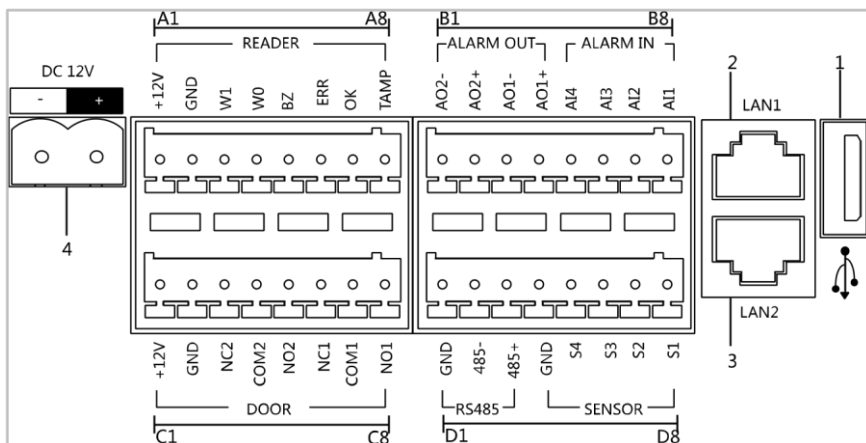 A1 A8 B1 B8
READER ALARM OUT ALARM IN
DC 12V
- +
+12V GND W1 W0 BZ ERR OK TAMP AO2- AO2+ AO1- AO1+ AI4 AI3 AI2 AI1
2 1
LAN1
4
LAN2
3
+12V GND NC2 COM2 NO2 NC1 COM1 NO1 GND 485- 485+ GND S4 S3 S2 S1
DOOR RS485 SENSOR
C1 C8 D1 D8